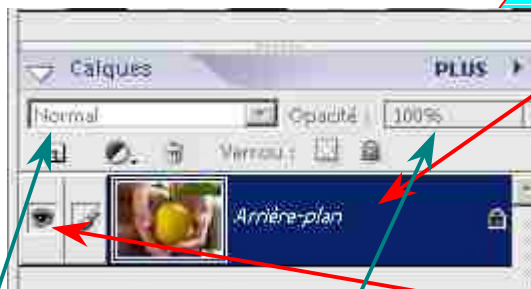 Calques PLUS
Normal Opacité : 100%
Verrou :
Arrière-plan